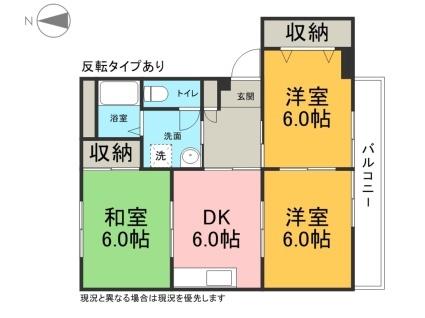 N
収納
反転タイプあり
トイレ
玄関
浴室
洗面
洋室
6.0帖
バルコニー
収納
洗
和室
6.0帖
DK
6.0帖
洋室
6.0帖
現況と異なる場合は現況を優先します